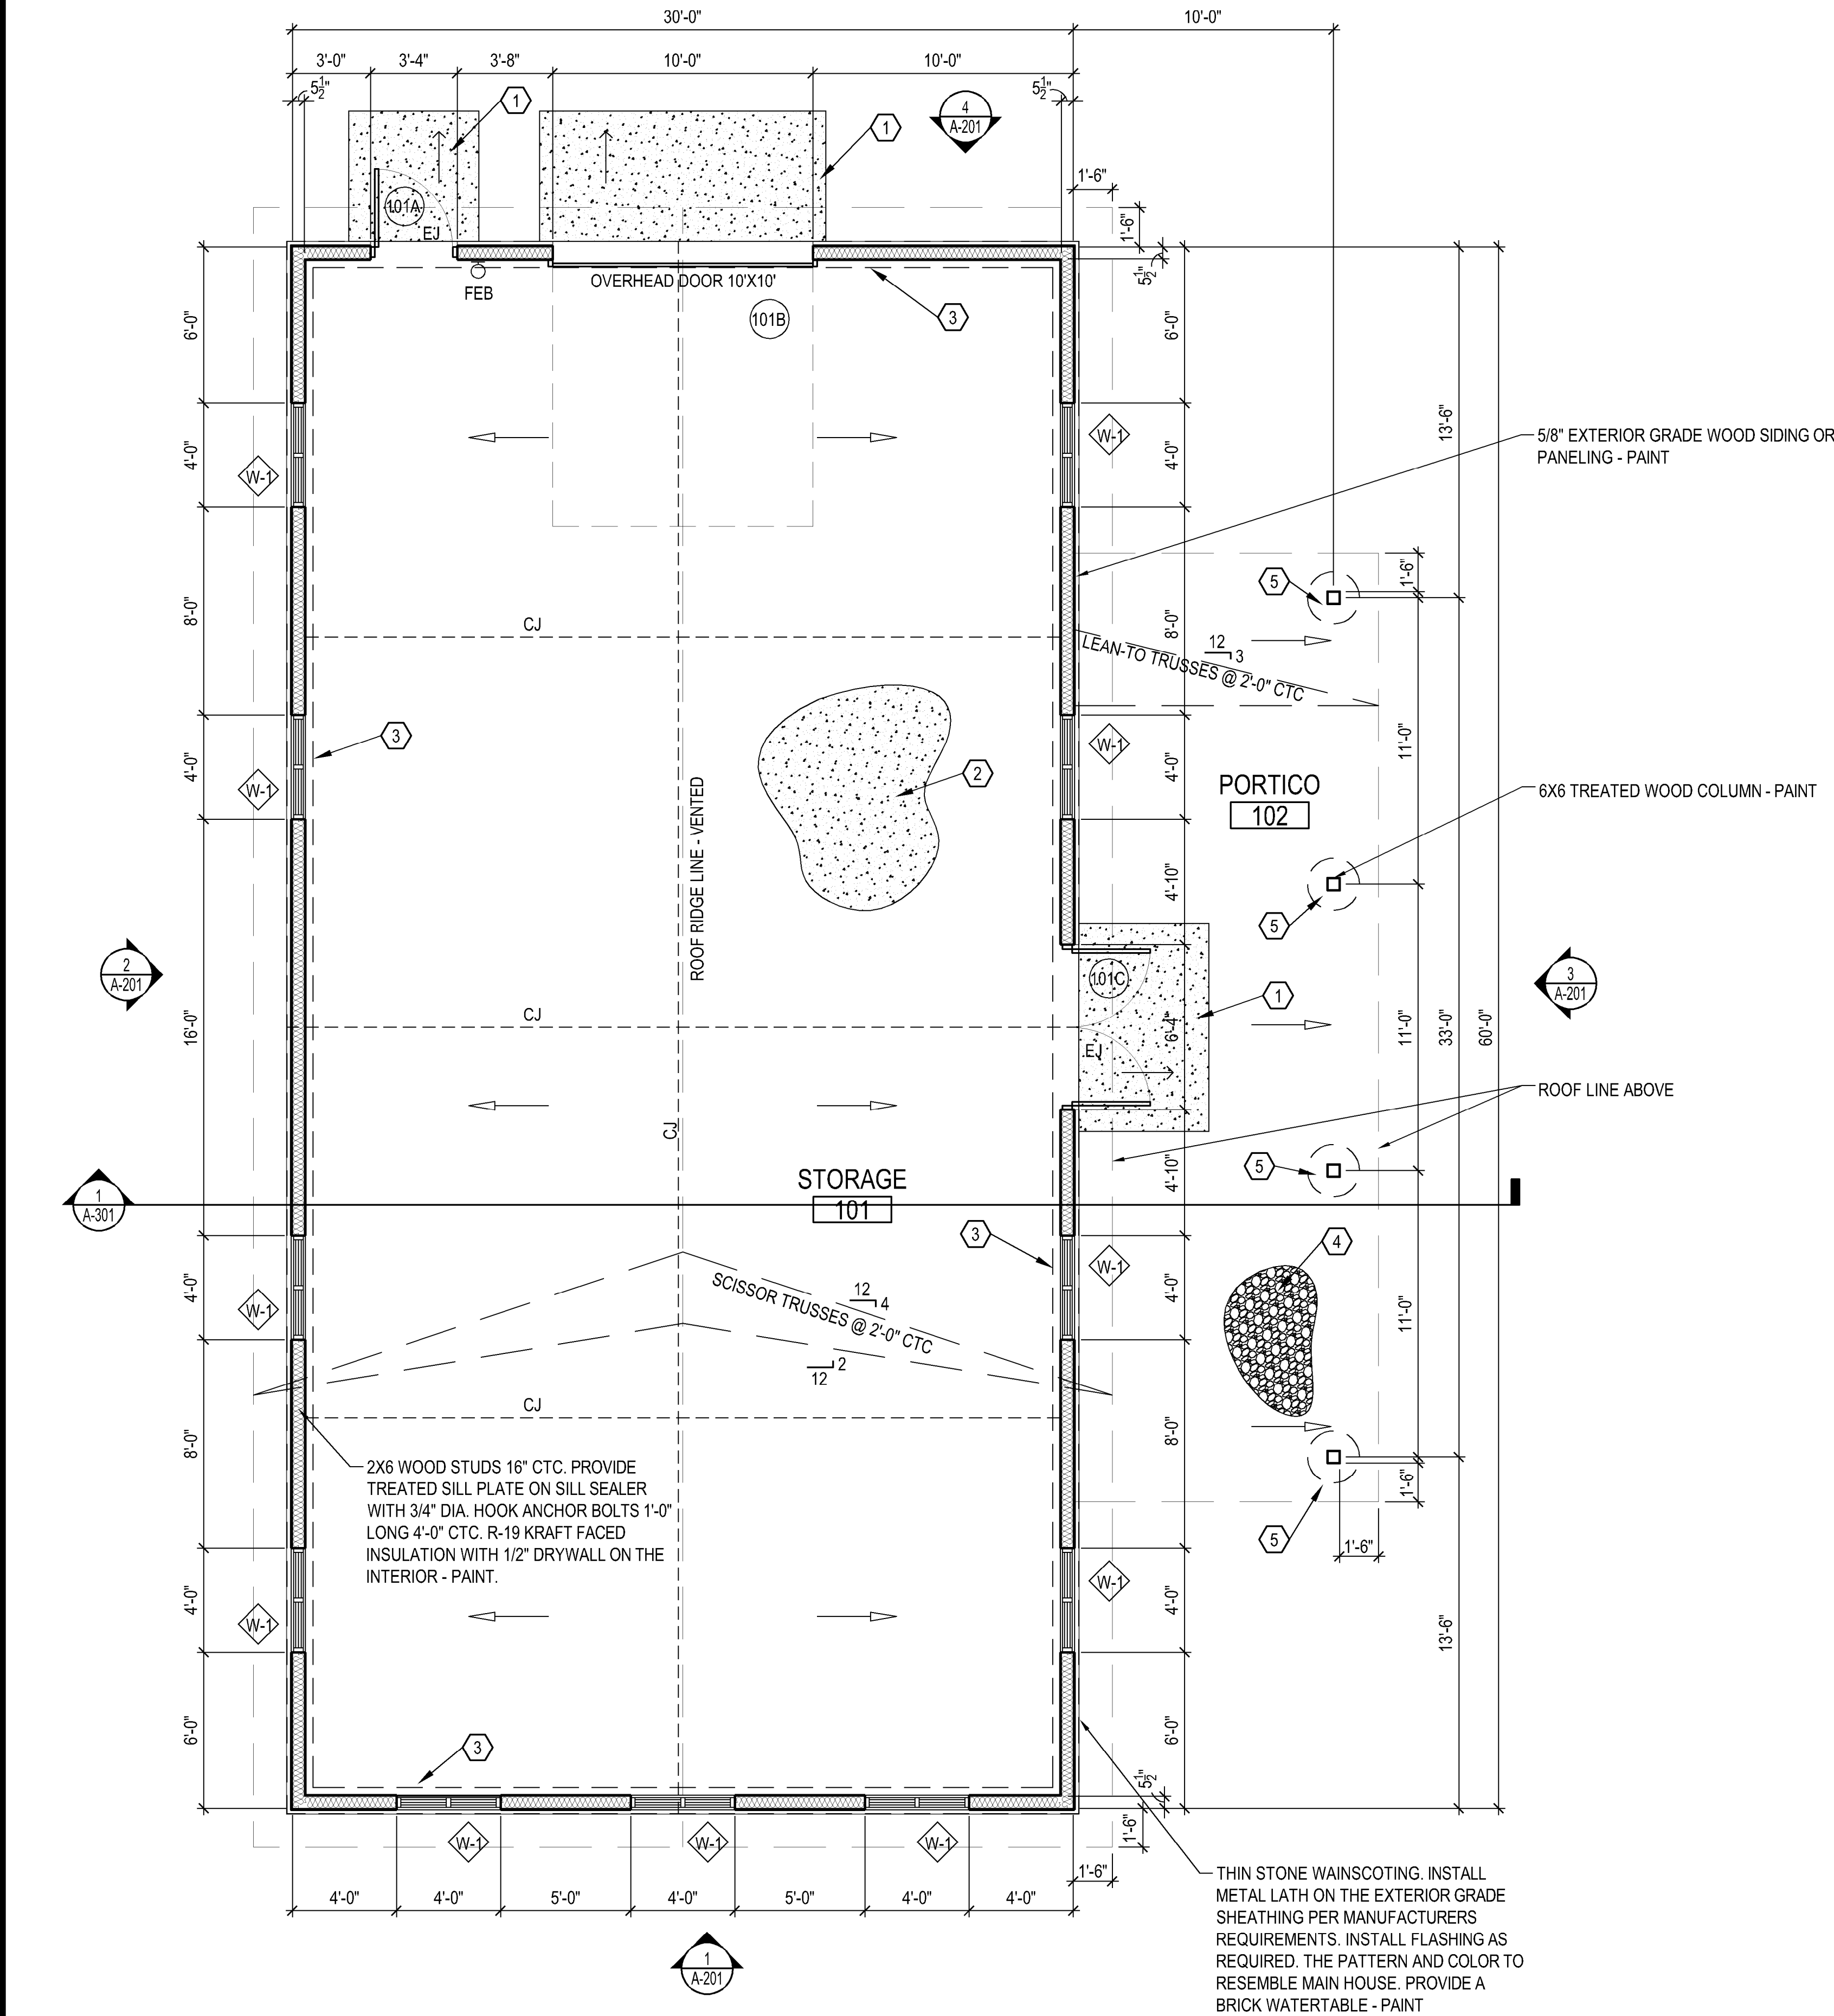 30'-0"
10'-0"
3'-0"
3'-4"
3'-8"
10'-0"
10'-0"
5½"
5½"
1
1
4
A-201
1'-6"
1'-6"
5½"
101A
EJ
FEB
OVERHEAD DOOR 10'X10'
101B
3
6'-0"
6'-0"
4'-0"
W-1
W-1
4'-0"
13'-6"
5/8" EXTERIOR GRADE WOOD SIDING OR
PANELING - PAINT
8'-0"
CJ
8'-0"
5
1'-6"
LEAN-TO TRUSSES @ 2'-0" CTC
12
3
4'-0"
W-1
3
2
ROOF RIDGE LINE - VENTED
W-1
4'-0"
PORTICO
102
11'-0"
6X6 TREATED WOOD COLUMN - PAINT
4'-10"
5
2
A-201
16'-0"
CJ
CJ
101C
EJ
6'-4"
1
11'-0"
33'-0"
60'-0"
3
A-201
ROOF LINE ABOVE
4'-10"
5
1
A-301
STORAGE
101
3
4'-0"
W-1
SCISSOR TRUSSES @ 2'-0" CTC
12
4
2
12
W-1
4'-0"
4
11'-0"
8'-0"
CJ
8'-0"
2X6 WOOD STUDS 16" CTC. PROVIDE
TREATED SILL PLATE ON SILL SEALER
WITH 3/4" DIA. HOOK ANCHOR BOLTS 1'-0"
LONG 4'-0" CTC. R-19 KRAFT FACED
INSULATION WITH 1/2" DRYWALL ON THE
INTERIOR - PAINT.
1'-6"
5
1'-6"
4'-0"
W-1
W-1
4'-0"
13'-6"
6'-0"
3
6'-0"
5½"
1'-6"
W-1
W-1
W-1
1'-6"
4'-0"
4'-0"
5'-0"
4'-0"
5'-0"
4'-0"
4'-0"
1
A-201
THIN STONE WAINSCOTING. INSTALL
METAL LATH ON THE EXTERIOR GRADE
SHEATHING PER MANUFACTURERS
REQUIREMENTS. INSTALL FLASHING AS
REQUIRED. THE PATTERN AND COLOR TO
RESEMBLE MAIN HOUSE. PROVIDE A
BRICK WATERTABLE - PAINT